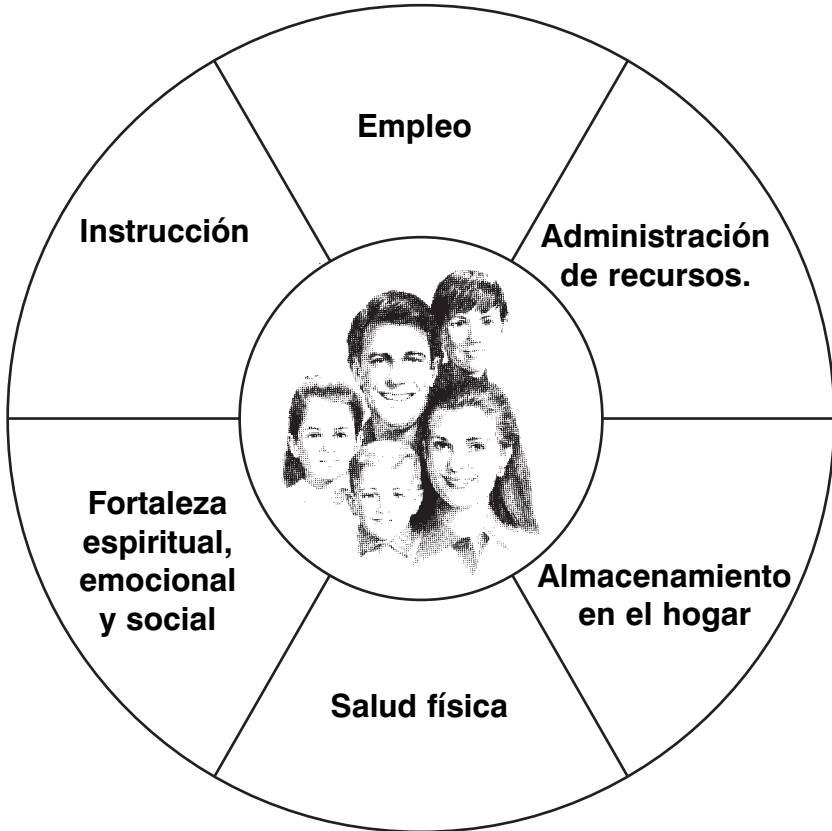 Empleo
Administración
de recursos.
Almacenamiento
en el hogar
Salud física
Fortaleza
espiritual,
emocional
y social
Instrucción